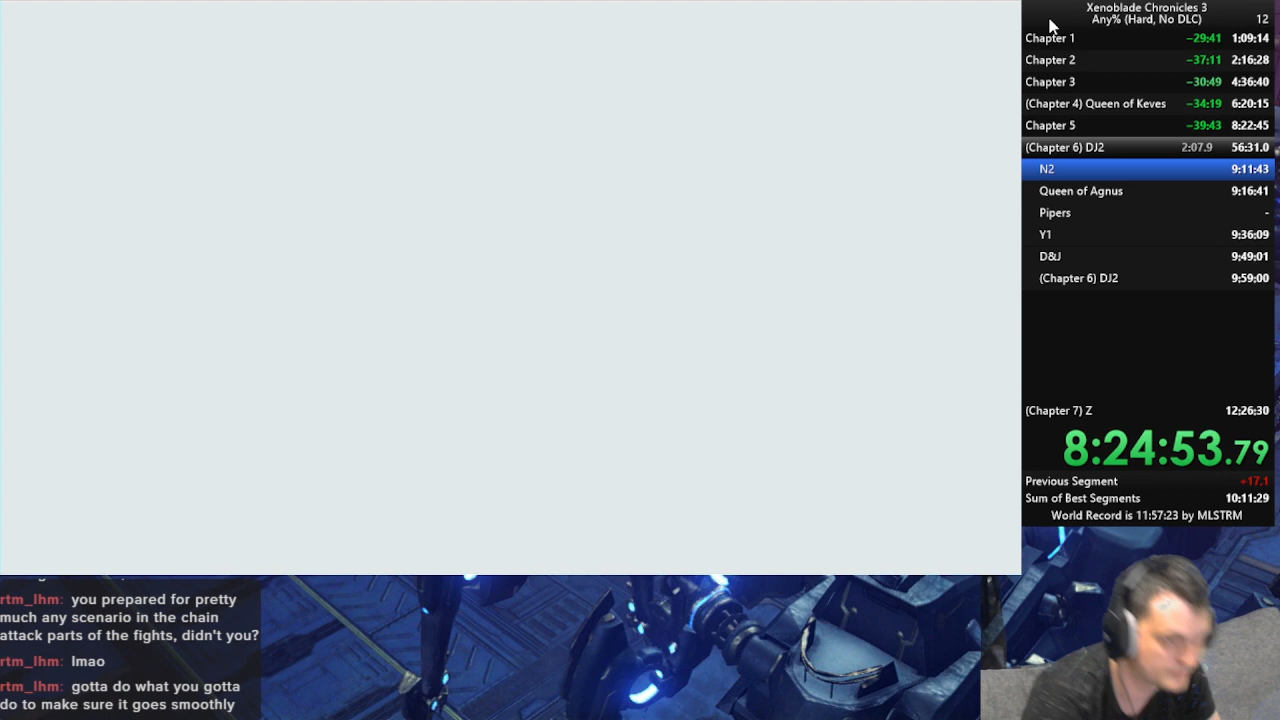 Xenoblade Chronicles 3
Any% (Hard, No DLC) 12
Chapter 1 −29:41 1:09:14
Chapter 2 −37:11 2:16:28
Chapter 3 −30:49 4:36:40
(Chapter 4) Queen of Keves −34:19 6:20:15
Chapter 5 −39:43 8:22:45
(Chapter 6) DJ2 2:07.9 56:31.0
N2 9:11:43
Queen of Agnus 9:16:41
Pipers -
Y1 9:36:09
D&J 9:49:01
(Chapter 6) DJ2 9:59:00
(Chapter 7) Z 12:26:30
8:24:53.79
Previous Segment +17.1
Sum of Best Segments 10:11:29
World Record is 11:57:23 by MLSTRM
rtm_lhm: you prepared for pretty
much any scenario in the chain
attack parts of the fights, didn't you?
rtm_lhm: lmao
rtm_lhm: gotta do what you gotta
do to make sure it goes smoothly